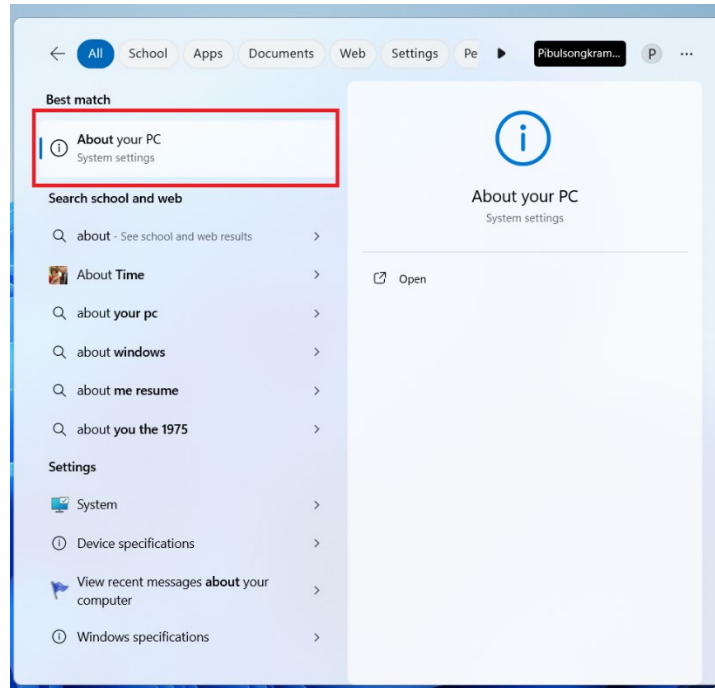 All School Apps Documents Web Settings Pe Pibulsongkram... P ...
Best match
About your PC
System settings
Search school and web
about - See school and web results
About Time
about your pc
about windows
about me resume
about you the 1975
Settings
System
Device specifications
View recent messages about your
computer
Windows specifications
About your PC
System settings
Open